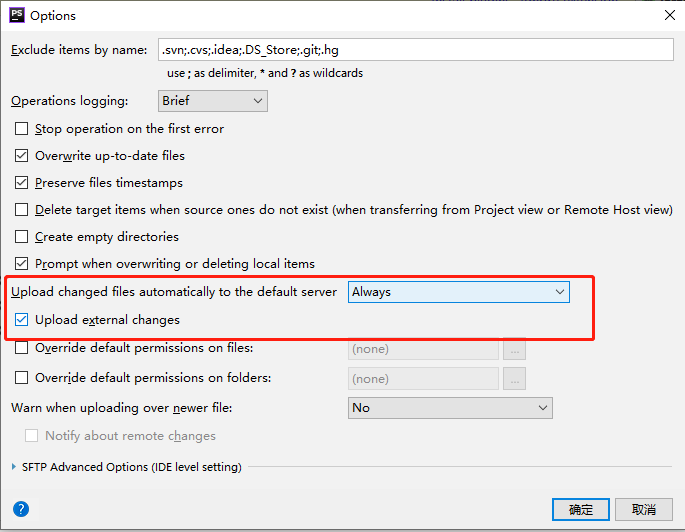 PS Options
Exclude items by name: .svn;.cvs;.idea;.DS_Store;.git;.hg
use ; as delimiter, * and ? as wildcards
Operations logging: Brief
Stop operation on the first error
Overwrite up-to-date files
Preserve files timestamps
Delete target items when source ones do not exist (when transferring from Project view or Remote Host view)
Create empty directories
Prompt when overwriting or deleting local items
Upload changed files automatically to the default server Always
Upload external changes
Override default permissions on files: (none) ...
Override default permissions on folders: (none) ...
Warn when uploading over newer file: No
Notify about remote changes
SFTP Advanced Options (IDE level setting)
? 确定 取消